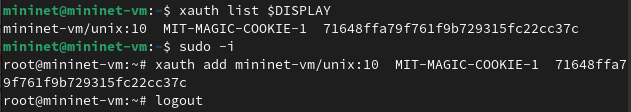 mininet@mininet-vm:~$ xauth list $DISPLAY
mininet-vm/unix:10  MIT-MAGIC-COOKIE-1  71648ffa79f761f9b729315fc22cc37c
mininet@mininet-vm:~$ sudo -i
root@mininet-vm:~# xauth add mininet-vm/unix:10  MIT-MAGIC-COOKIE-1  71648ffa7
9f761f9b729315fc22cc37c
root@mininet-vm:~# logout